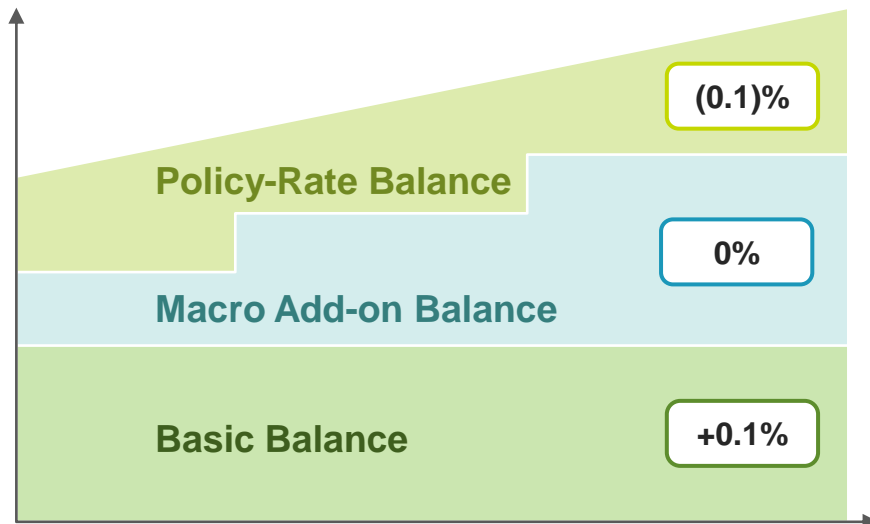 (0.1)%
Policy-Rate Balance
0%
Macro Add-on Balance
Basic Balance
+0.1%